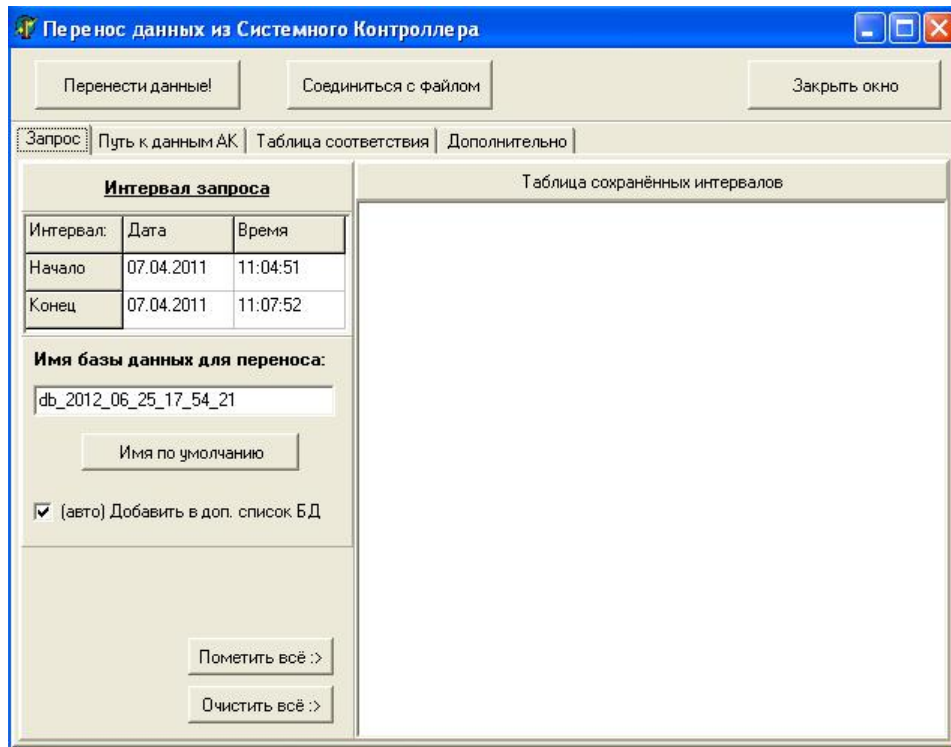 Перенос данных из Системного Контроллера
Перенести данные! Соединиться с файлом Закрыть окно
Запрос Путь к данным АК Таблица соответствия Дополнительно
Интервал запроса
Таблица сохранённых интервалов
Интервал: Дата Время
Начало 07.04.2011 11:04:51
Конец 07.04.2011 11:07:52
Имя базы данных для переноса:
db_2012_06_25_17_54_21
Имя по умолчанию
(авто) Добавить в доп. список БД
Пометить всё :>
Очистить всё :>